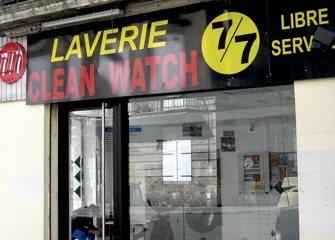 LAVERIE
CLEAN WATCH
7/7
LIBRE
SERV